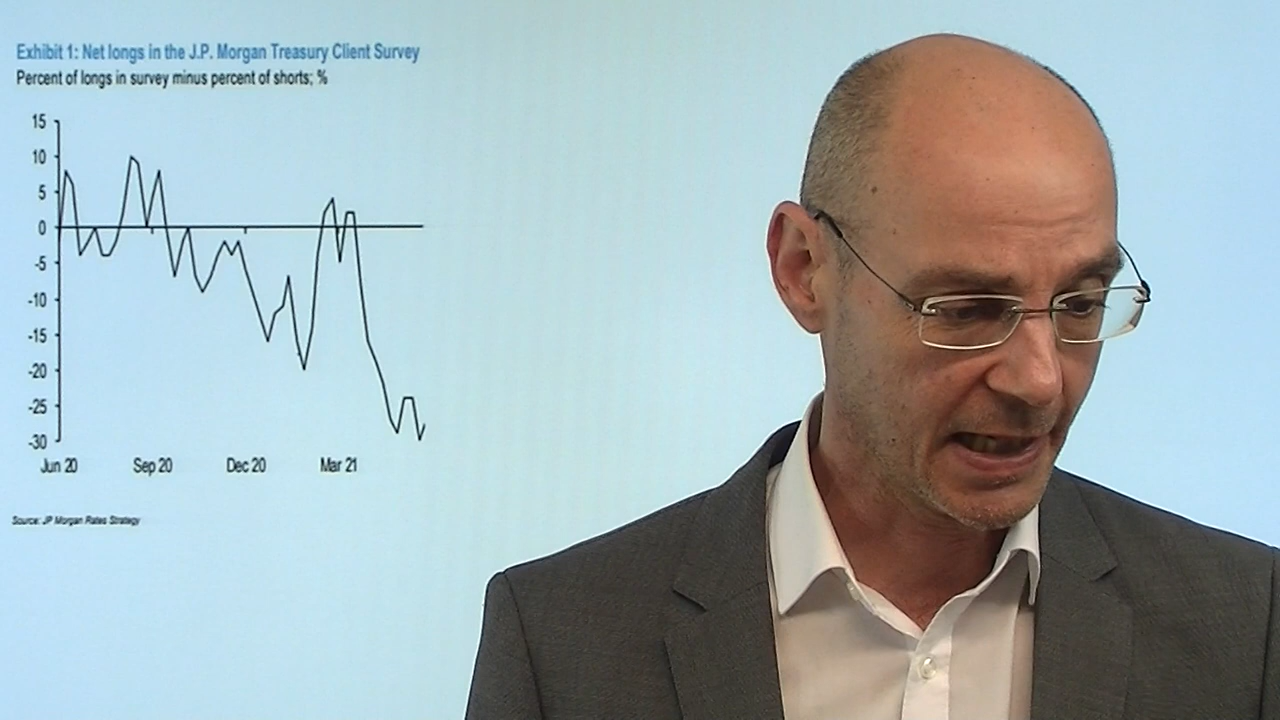 Exhibit 1: Net longs in the J.P. Morgan Treasury Client Survey
Percent of longs in survey minus percent of shorts; %
15
10
5
0
-5
-10
-15
-20
-25
-30
Jun 20 Sep 20 Dec 20 Mar 21
Source: JP Morgan Rates Strategy